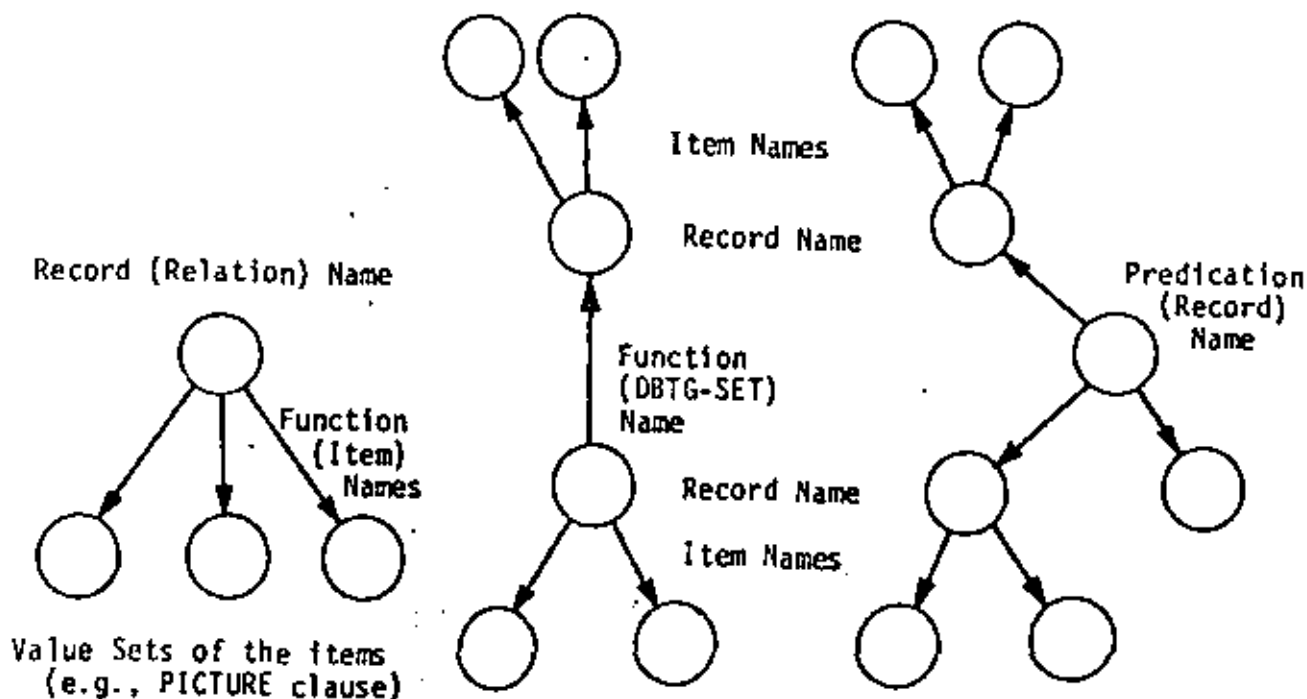 Record (Relation) Name
Function
(Item)
Names
Value Sets of the items
(e.g., PICTURE clause)
Item Names
Record Name
Function
(DBTG-SET)
Name
Record Name
Item Names
Predication
(Record)
Name